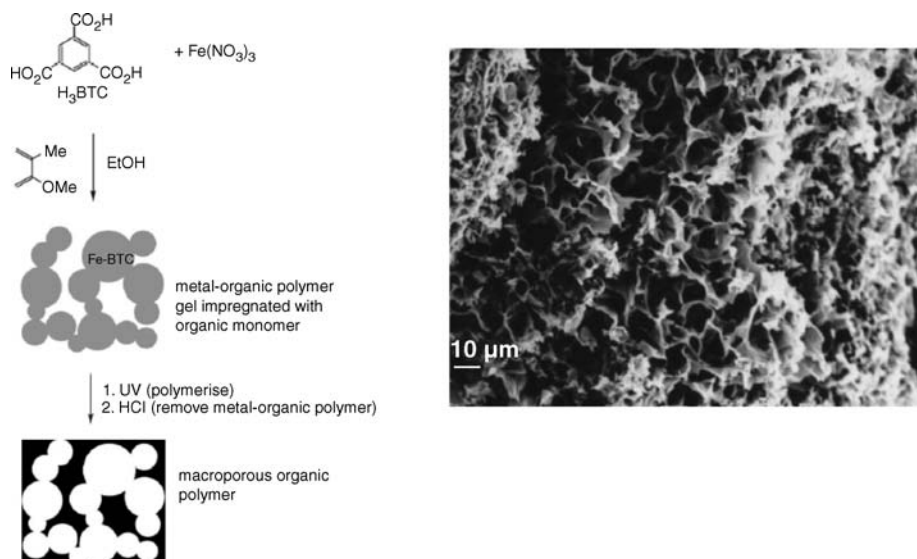 CO₂H
HO₂C
CO₂H
H₃BTC
+ Fe(NO₃)₃
Me
OMe
EtOH
Fe-BTC
metal-organic polymer
gel impregnated with
organic monomer
1. UV (polymerise)
2. HCl (remove metal-organic polymer)
macroporous organic
polymer
10 µm